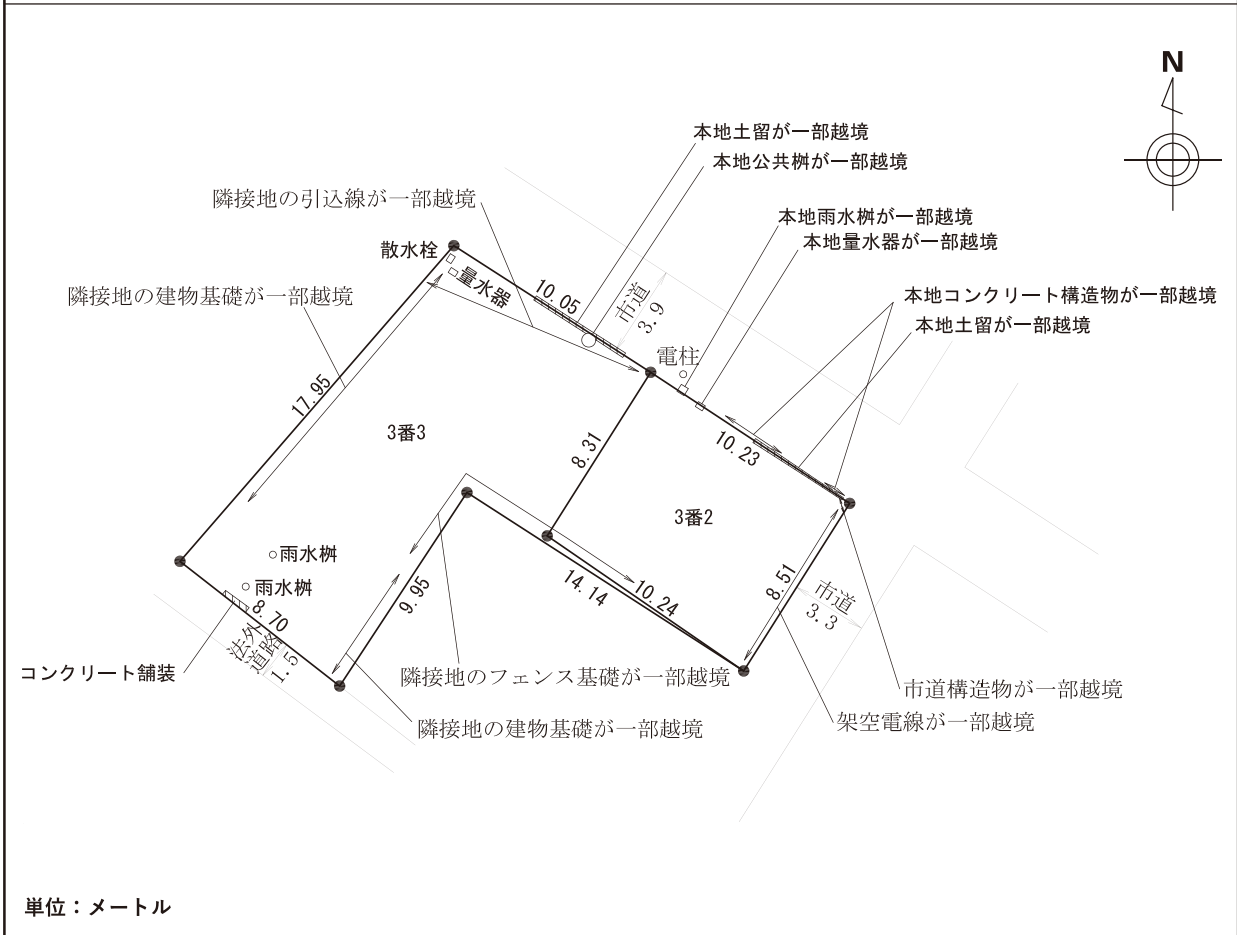 N
本地土留が一部越境
本地公共桝が一部越境
隣接地の引込線が一部越境
本地雨水桝が一部越境
散水栓
本地量水器が一部越境
量水器
隣接地の建物基礎が一部越境
10.05
市道
3.9
本地コンクリート構造物が一部越境
本地土留が一部越境
電柱
17.95
3番3
8.31
10.23
3番2
雨水桝
雨水桝
9.95
14.14
10.24
8.51
市道
3.3
8.70
法外
道路
1.5
コンクリート舗装
隣接地のフェンス基礎が一部越境
市道構造物が一部越境
隣接地の建物基礎が一部越境
架空電線が一部越境
単位：メートル